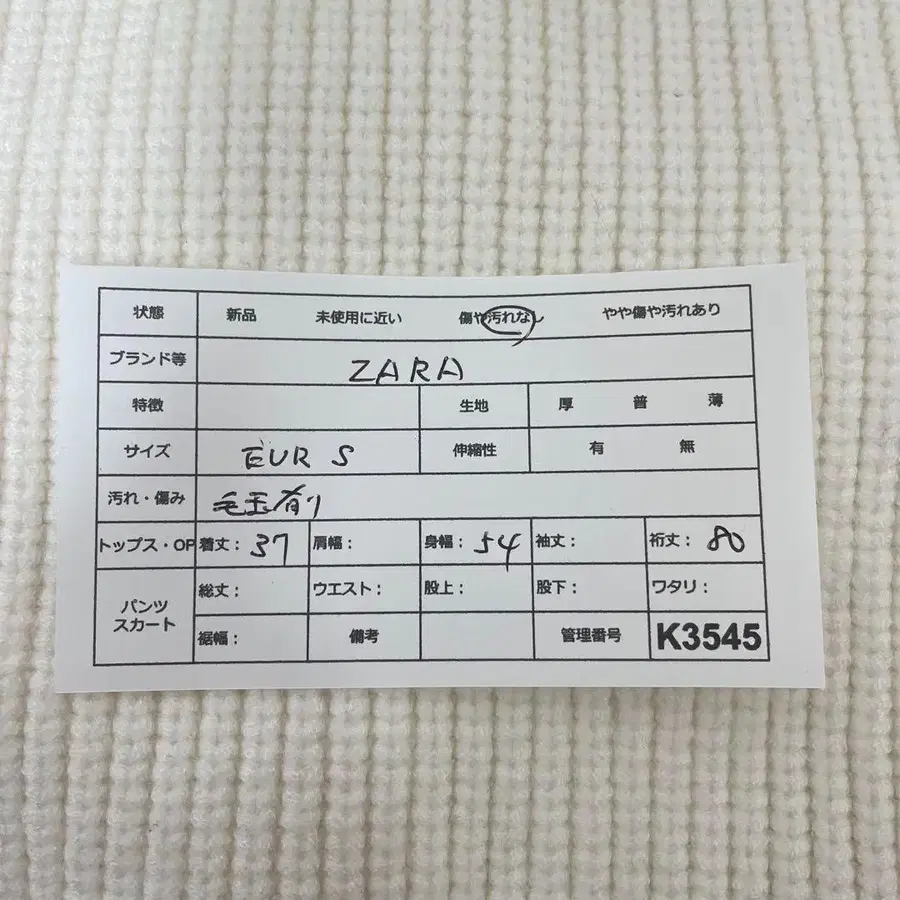 状態 新品 未使用に近い 傷や汚れなし やや傷や汚れあり
ブランド等 ZARA
特徴 生地 厚 普 薄
サイズ EUR S 伸縮性 有 無
汚れ・傷み 毛玉有り
トップス・OP 着丈: 37 肩幅: 身幅: 54 袖丈: 裄丈: 80
パンツ スカート 総丈: ウエスト: 股上: 股下: ワタリ:
裾幅: 備考 管理番号 K3545